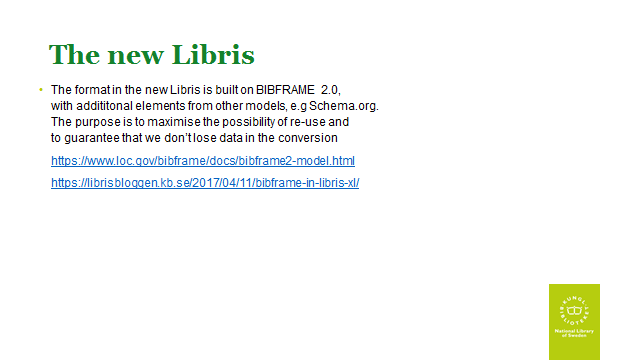 The new Libris
• The format in the new Libris is built on BIBFRAME 2.0,
with addititonal elements from other models, e.g Schema.org.
The purpose is to maximise the possibility of re-use and
to guarantee that we don't lose data in the conversion
https://www.loc.gov/bibframe/docs/bibframe2-model.html
https://librisbloggen.kb.se/2017/04/11/bibframe-in-libris-xl/
KUNGL
BIBLIOTEKET
National Library
of Sweden